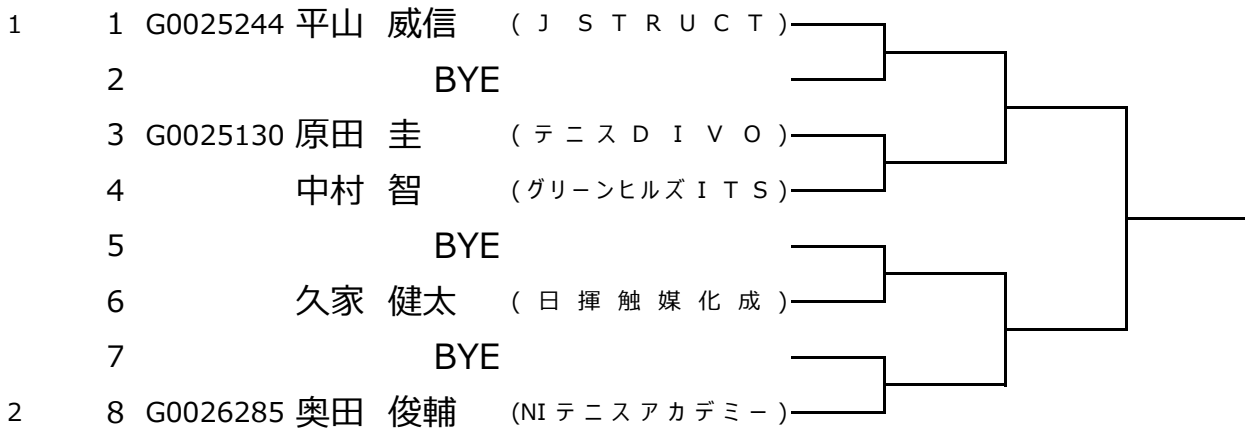 1 1 G0025244 平山 威信 (ＪＳＴＲＵＣＴ)
2 BYE
3 G0025130 原田 圭 (テニスＤＩＶＯ)
4 中村 智 (グリーンヒルズＩＴＳ)
5 BYE
6 久家 健太 (日揮触媒化成)
7 BYE
2 8 G0026285 奥田 俊輔 (NIテニスアカデミー)